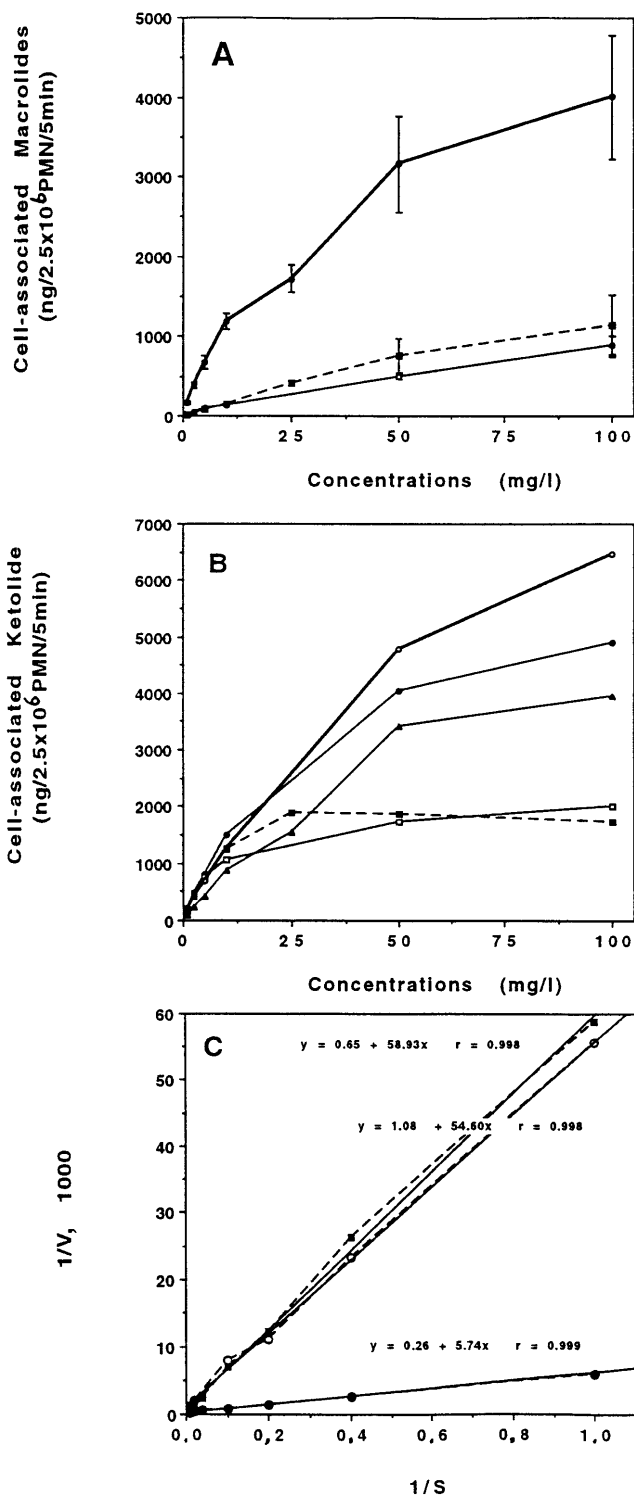 A
Cell-associated Macrolides
(ng/2.5x10⁶PMN/5min)
5000
4000
3000
2000
1000
0
0 25 50 75 100
Concentrations (mg/l)
B
Cell-associated Ketolide
(ng/2.5x10⁶PMN/5min)
7000
6000
5000
4000
3000
2000
1000
0
0 25 50 75 100
Concentrations (mg/l)
C
1/V, 1000
60
50
40
30
20
10
0
y = 0.65 + 58.93x r = 0.998
y = 1.08 + 54.60x r = 0.998
y = 0.26 + 5.74x r = 0.999
0,0 0,2 0,4 0,6 0,8 1,0
1/S